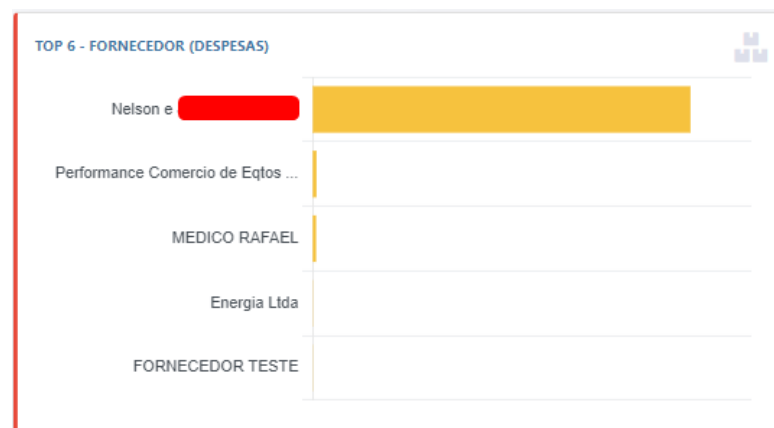 TOP 6 - FORNECEDOR (DESPESAS)
Nelson e
Performance Comercio de Eqtos ...
MEDICO RAFAEL
Energia Ltda
FORNECEDOR TESTE